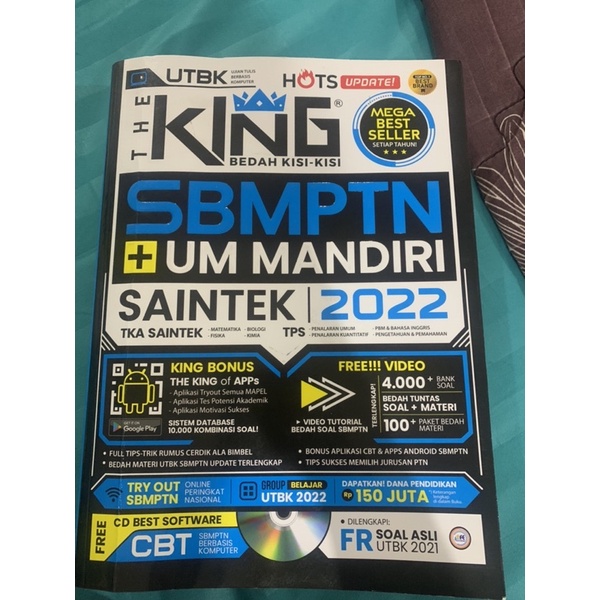 UTBK UJIAN TULIS BERBASIS KOMPUTER
HOTS UPDATE!
BEST BRAND
THE KING®
BEDAH KISI-KISI
MEGA BEST SELLER
SETIAP TAHUN!
SBMPTN
+ UM MANDIRI
SAINTEK | 2022
TKA SAINTEK - MATEMATIKA - FISIKA - BIOLOGI - KIMIA
TPS - PENALARAN UMUM - PENALARAN KUANTITATIF - PBM & BAHASA INGGRIS - PENGETAHUAN & PEMAHAMAN
KING BONUS
THE KING of APPs
- Aplikasi Tryout Semua MAPEL
- Aplikasi Tes Potensi Akademik
- Aplikasi Motivasi Sukses
GET IT ON Google Play
SISTEM DATABASE
10.000 KOMBINASI SOAL!
FREE!!! VIDEO
▸ VIDEO TUTORIAL
BEDAH SOAL SBMPTN
TERLENGKAP!
4.000+ BANK SOAL
BEDAH TUNTAS
SOAL + MATERI
100+ PAKET BEDAH MATERI
• FULL TIPS-TRIK RUMUS CERDIK ALA BIMBEL
• BEDAH MATERI UTBK SBMPTN UPDATE TERLENGKAP
• BONUS APLIKASI CBT & APPS ANDROID SBMPTN
• TIPS SUKSES MEMILIH JURUSAN PTN
TRY OUT SBMPTN ONLINE PERINGKAT NASIONAL
GROUP BELAJAR
UTBK 2022
DAPATKAN! DANA PENDIDIKAN
Rp 150 JUTA*
FREE
CD BEST SOFTWARE
CBT SBMPTN BERBASIS KOMPUTER
• DILENGKAPI:
FR SOAL ASLI UTBK 2021